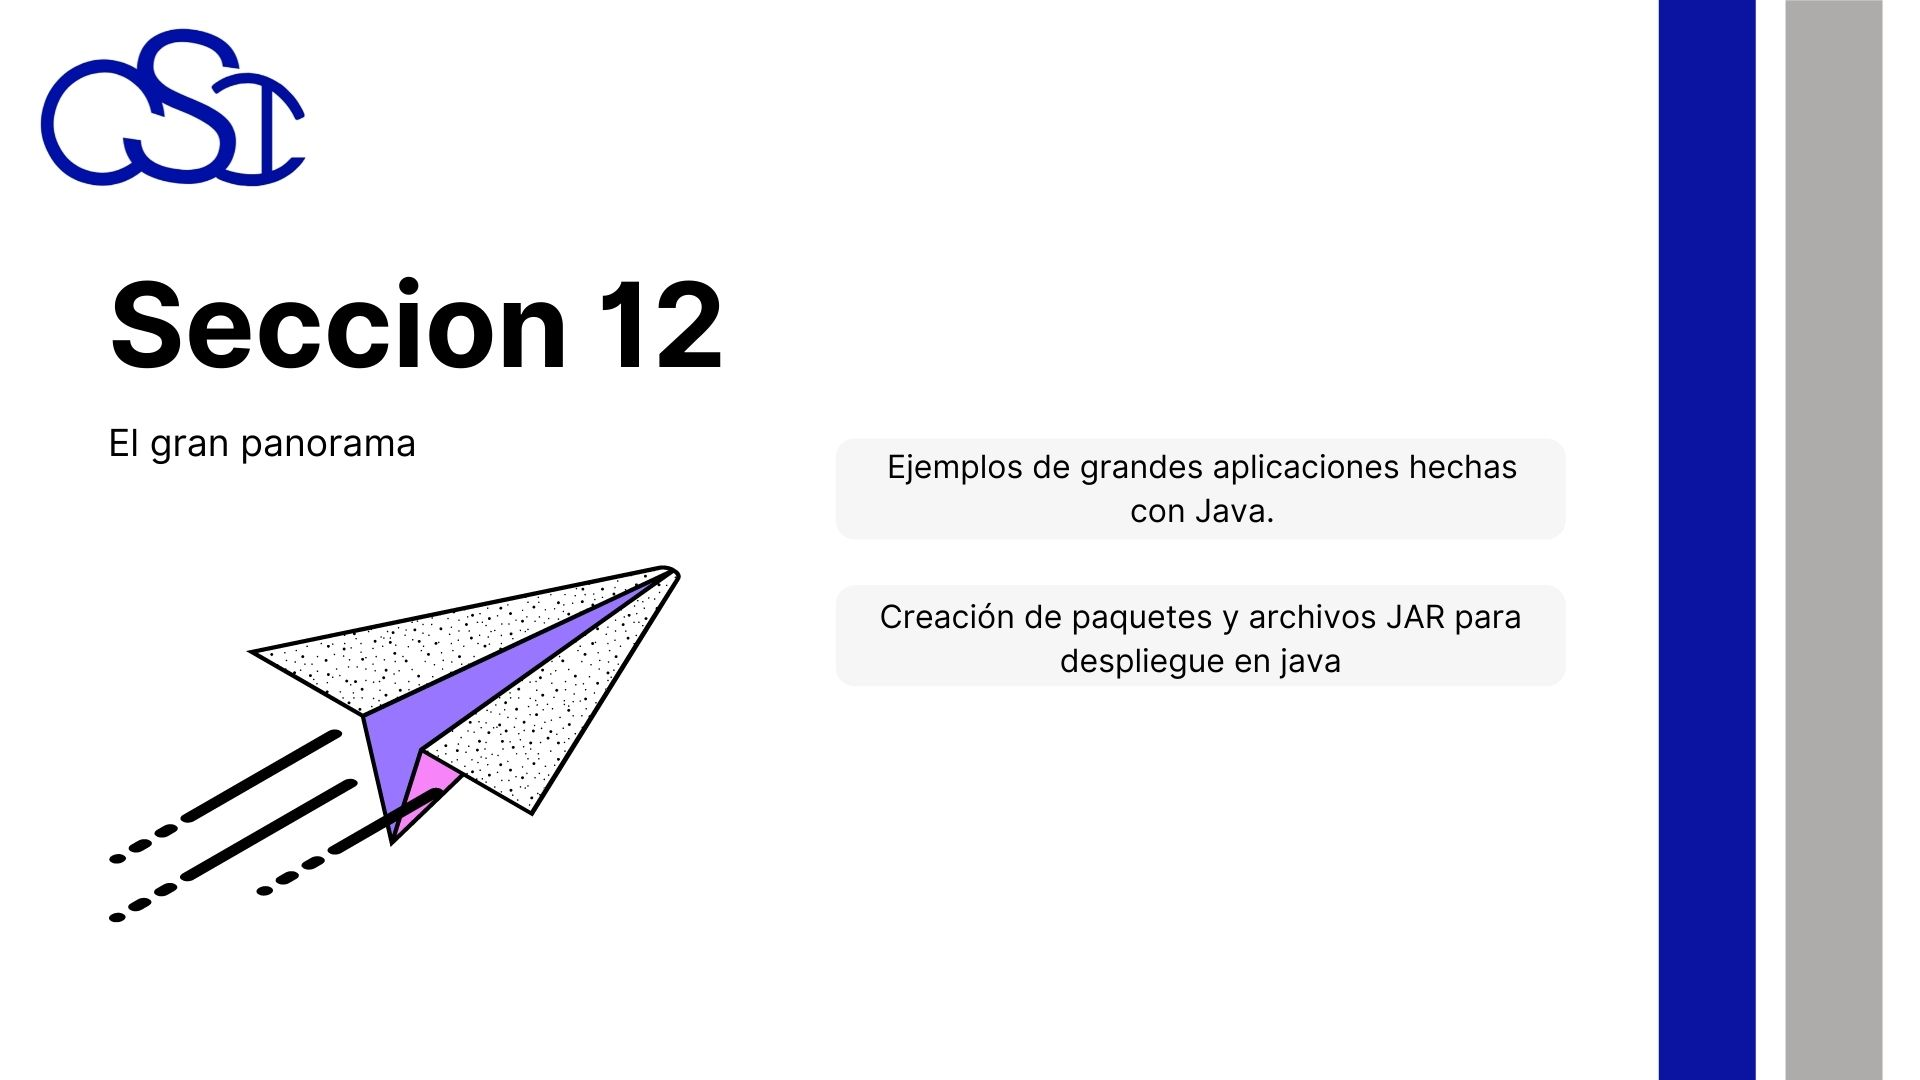 CSI
Seccion 12
El gran panorama
Ejemplos de grandes aplicaciones hechas
con Java.
Creación de paquetes y archivos JAR para
despliegue en java